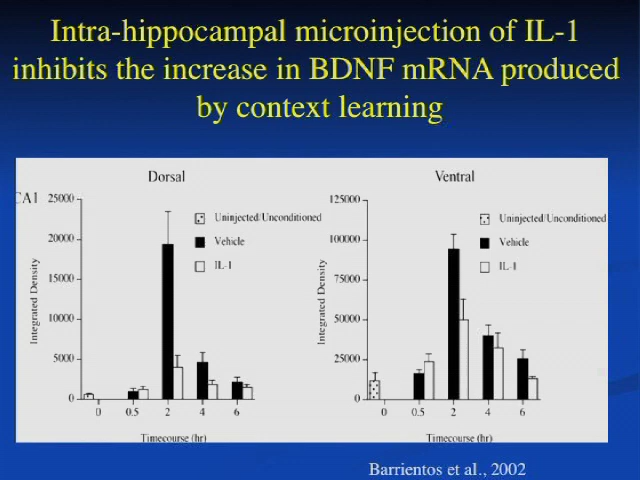 Intra-hippocampal microinjection of IL-1
inhibits the increase in BDNF mRNA produced
by context learning
Dorsal
CA1
25000
20000
15000
10000
5000
0
Integrated Density
Uninjected/Unconditioned
Vehicle
IL-1
0 0.5 2 4 6
Timecourse (hr)
Ventral
125000
100000
75000
50000
25000
0
Integrated Density
Uninjected/Unconditioned
Vehicle
IL-1
0 0.5 2 4 6
Timecourse (hr)
Barrientos et al., 2002